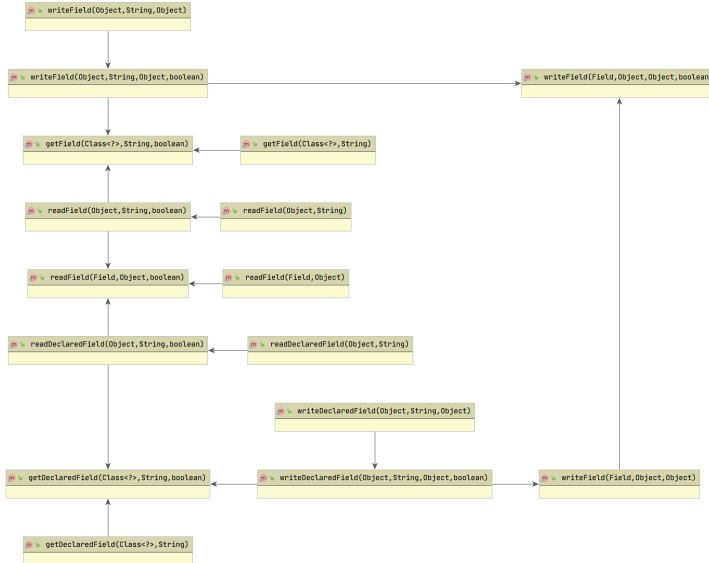 m writeField(Object,String,Object)
m writeField(Object,String,Object,boolean)
m writeField(Field,Object,Object,boolean
m getField(Class<?>,String,boolean)
m getField(Class<?>,String)
m readField(Object,String,boolean)
m readField(Object,String)
m readField(Field,Object,boolean)
m readField(Field,Object)
m readDeclaredField(Object,String,boolean)
m readDeclaredField(Object,String)
m writeDeclaredField(Object,String,Object)
m getDeclaredField(Class<?>,String,boolean)
m writeDeclaredField(Object,String,Object,boolean)
m writeField(Field,Object,Object)
m getDeclaredField(Class<?>,String)